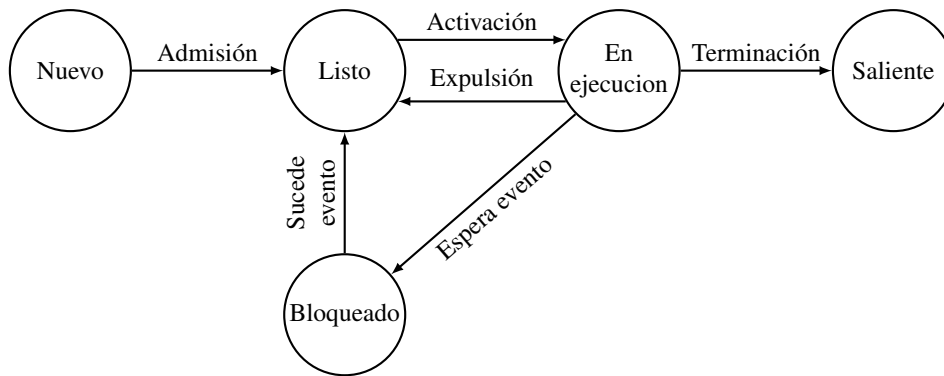 Nuevo
Admisión
Listo
Activación
Expulsión
En
ejecucion
Terminación
Saliente
Sucede
evento
Espera evento
Bloqueado